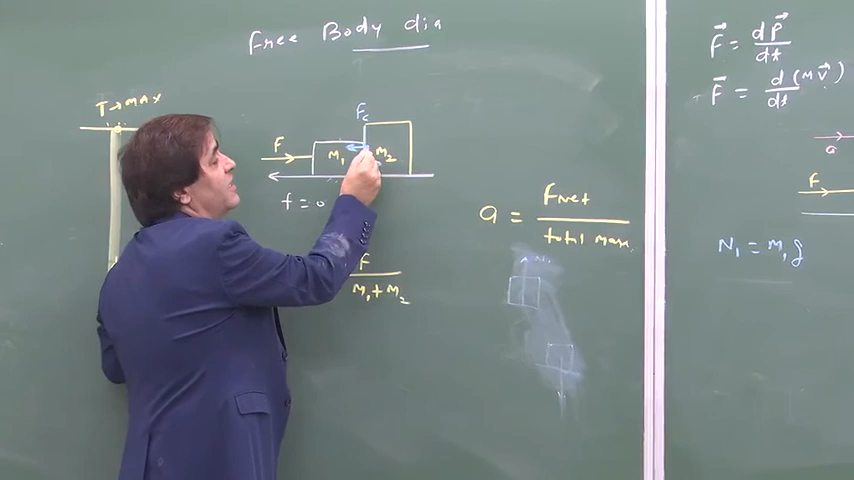 Free Body dia
T→max
Fc
F
M₁
M₂
f = 0
F
M₁ + M₂
a = Fnet
total mass
F⃗ = dP⃗
dt
F⃗ = d (MV⃗)
dt
a
F
N₁ = M₁g